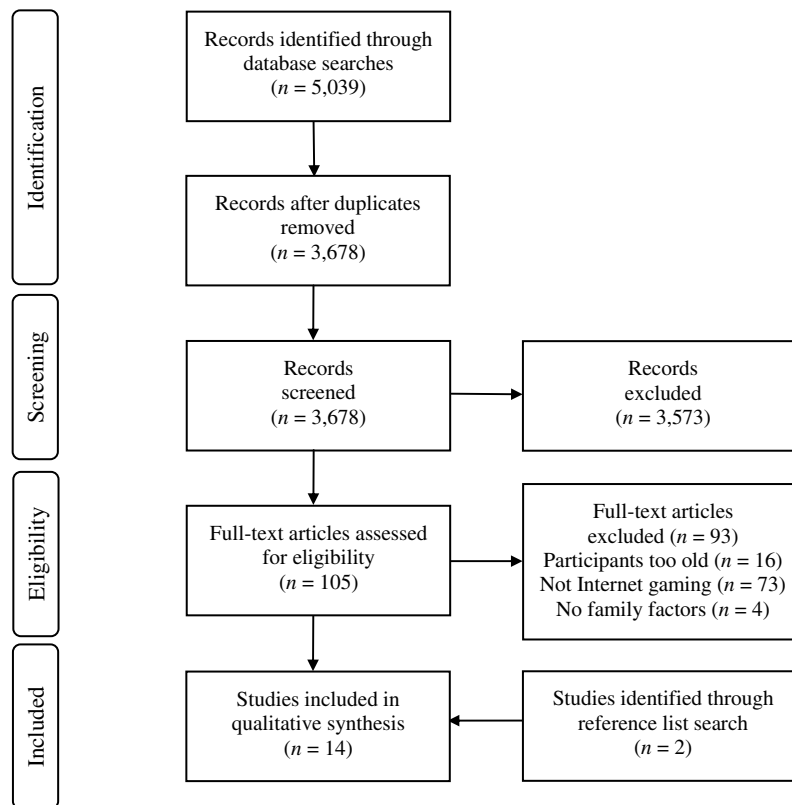 Identification
Records identified through
database searches
(n = 5,039)
Records after duplicates
removed
(n = 3,678)
Screening
Records
screened
(n = 3,678)
Records
excluded
(n = 3,573)
Eligibility
Full-text articles assessed
for eligibility
(n = 105)
Full-text articles
excluded (n = 93)
Participants too old (n = 16)
Not Internet gaming (n = 73)
No family factors (n = 4)
Included
Studies included in
qualitative synthesis
(n = 14)
Studies identified through
reference list search
(n = 2)